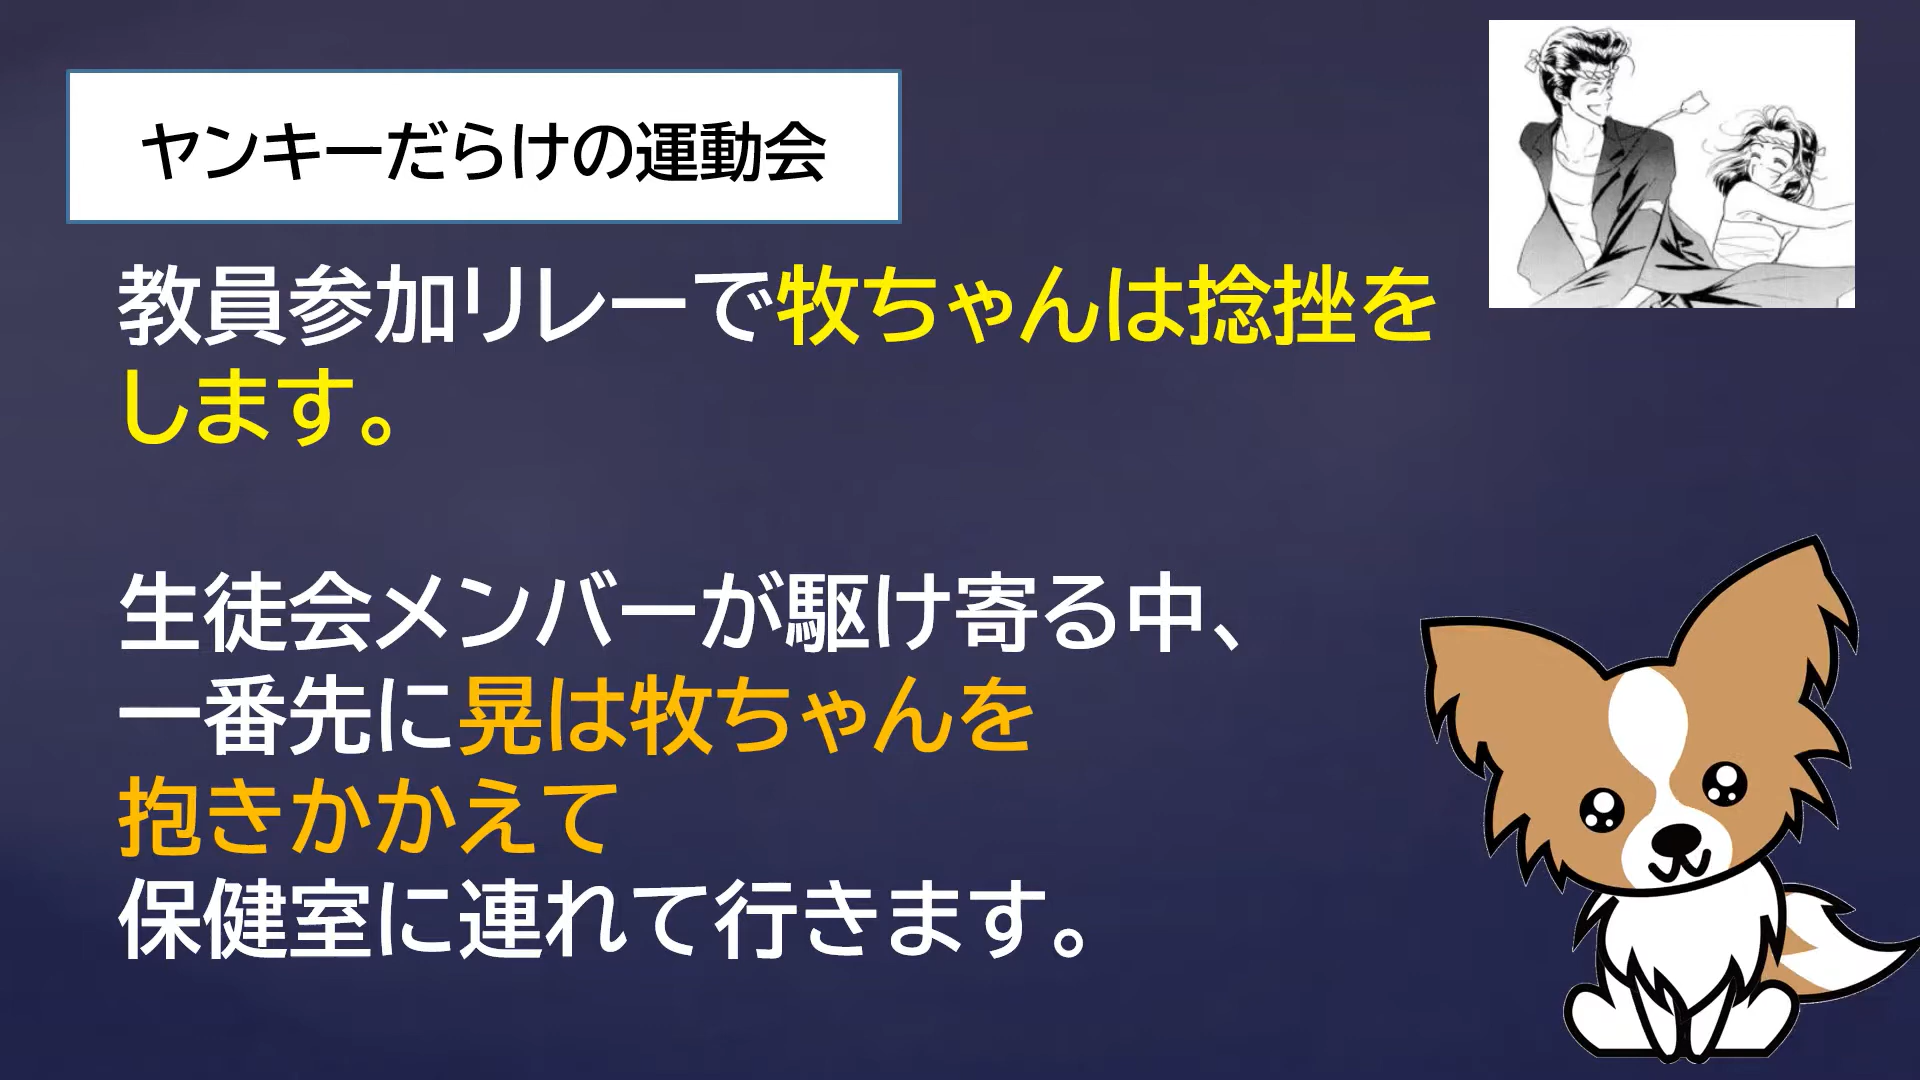 ヤンキーだらけの運動会
教員参加リレーで牧ちゃんは捻挫を
します。
生徒会メンバーが駆け寄る中、
一番先に晃は牧ちゃんを
抱きかかえて
保健室に連れて行きます。